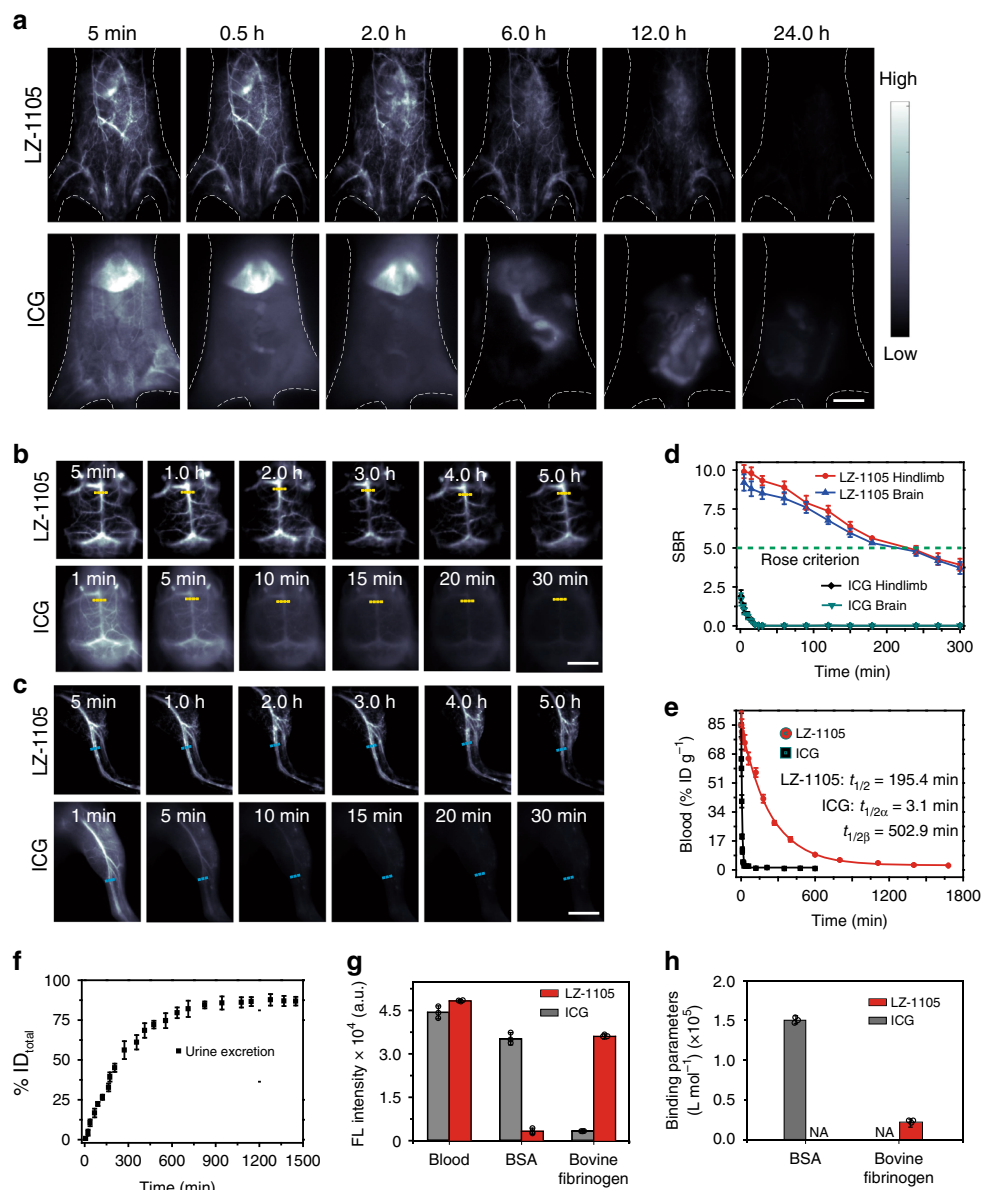 a
5 min 0.5 h 2.0 h 6.0 h 12.0 h 24.0 h
LZ-1105
ICG
High
Low
b
LZ-1105
5 min 1.0 h 2.0 h 3.0 h 4.0 h 5.0 h
ICG
1 min 5 min 10 min 15 min 20 min 30 min
c
LZ-1105
5 min 1.0 h 2.0 h 3.0 h 4.0 h 5.0 h
ICG
1 min 5 min 10 min 15 min 20 min 30 min
d
10.0
7.5
5.0
2.5
0.0
SBR
LZ-1105 Hindlimb
LZ-1105 Brain
Rose criterion
ICG Hindlimb
ICG Brain
0 100 200 300
Time (min)
e
85
68
51
34
17
0
Blood (% ID g⁻¹)
LZ-1105
ICG
LZ-1105: t1/2 = 195.4 min
ICG: t1/2α = 3.1 min
t1/2β = 502.9 min
0 600 1200 1800
Time (min)
f
100
75
50
25
0
% IDtotal
Urine excretion
0 300 600 900 1200 1500
Time (min)
g
4.5
3.0
1.5
0
FL intensity × 10⁴ (a.u.)
LZ-1105
ICG
Blood BSA Bovine
fibrinogen
h
2.0
1.5
1.0
0.5
0
Binding parameters
(L mol⁻¹) (×10⁵)
LZ-1105
ICG
NA NA
BSA Bovine
fibrinogen